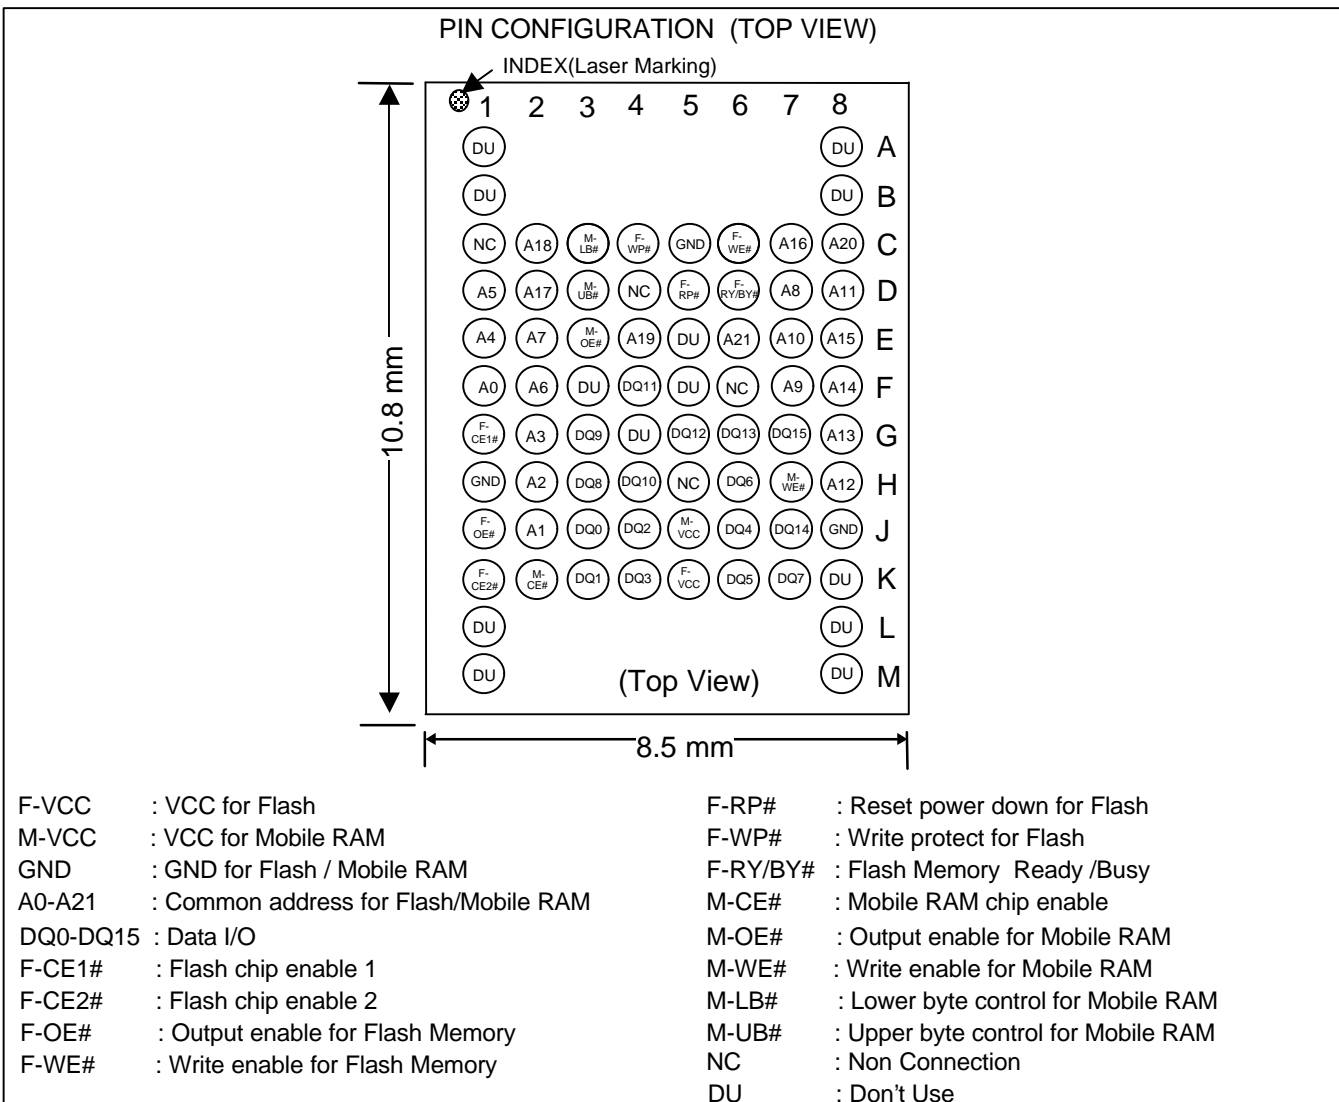 PIN CONFIGURATION (TOP VIEW)
INDEX(Laser Marking)
1 2 3 4 5 6 7 8
DU DU A
DU DU B
NC A18 M-LB# F-WP# GND F-WE# A16 A20 C
A5 A17 M-UB# NC F-RP# F-RY/BY# A8 A11 D
A4 A7 M-OE# A19 DU A21 A10 A15 E
A0 A6 DU DQ11 DU NC A9 A14 F
F-CE1# A3 DQ9 DU DQ12 DQ13 DQ15 A13 G
GND A2 DQ8 DQ10 NC DQ6 M-WE# A12 H
F-OE# A1 DQ0 DQ2 M-VCC DQ4 DQ14 GND J
F-CE2# M-CE# DQ1 DQ3 F-VCC DQ5 DQ7 DU K
DU DU L
DU (Top View) DU M
10.8 mm
8.5 mm
F-VCC : VCC for Flash
M-VCC : VCC for Mobile RAM
GND : GND for Flash / Mobile RAM
A0-A21 : Common address for Flash/Mobile RAM
DQ0-DQ15 : Data I/O
F-CE1# : Flash chip enable 1
F-CE2# : Flash chip enable 2
F-OE# : Output enable for Flash Memory
F-WE# : Write enable for Flash Memory
F-RP# : Reset power down for Flash
F-WP# : Write protect for Flash
F-RY/BY# : Flash Memory Ready /Busy
M-CE# : Mobile RAM chip enable
M-OE# : Output enable for Mobile RAM
M-WE# : Write enable for Mobile RAM
M-LB# : Lower byte control for Mobile RAM
M-UB# : Upper byte control for Mobile RAM
NC : Non Connection
DU : Don't Use